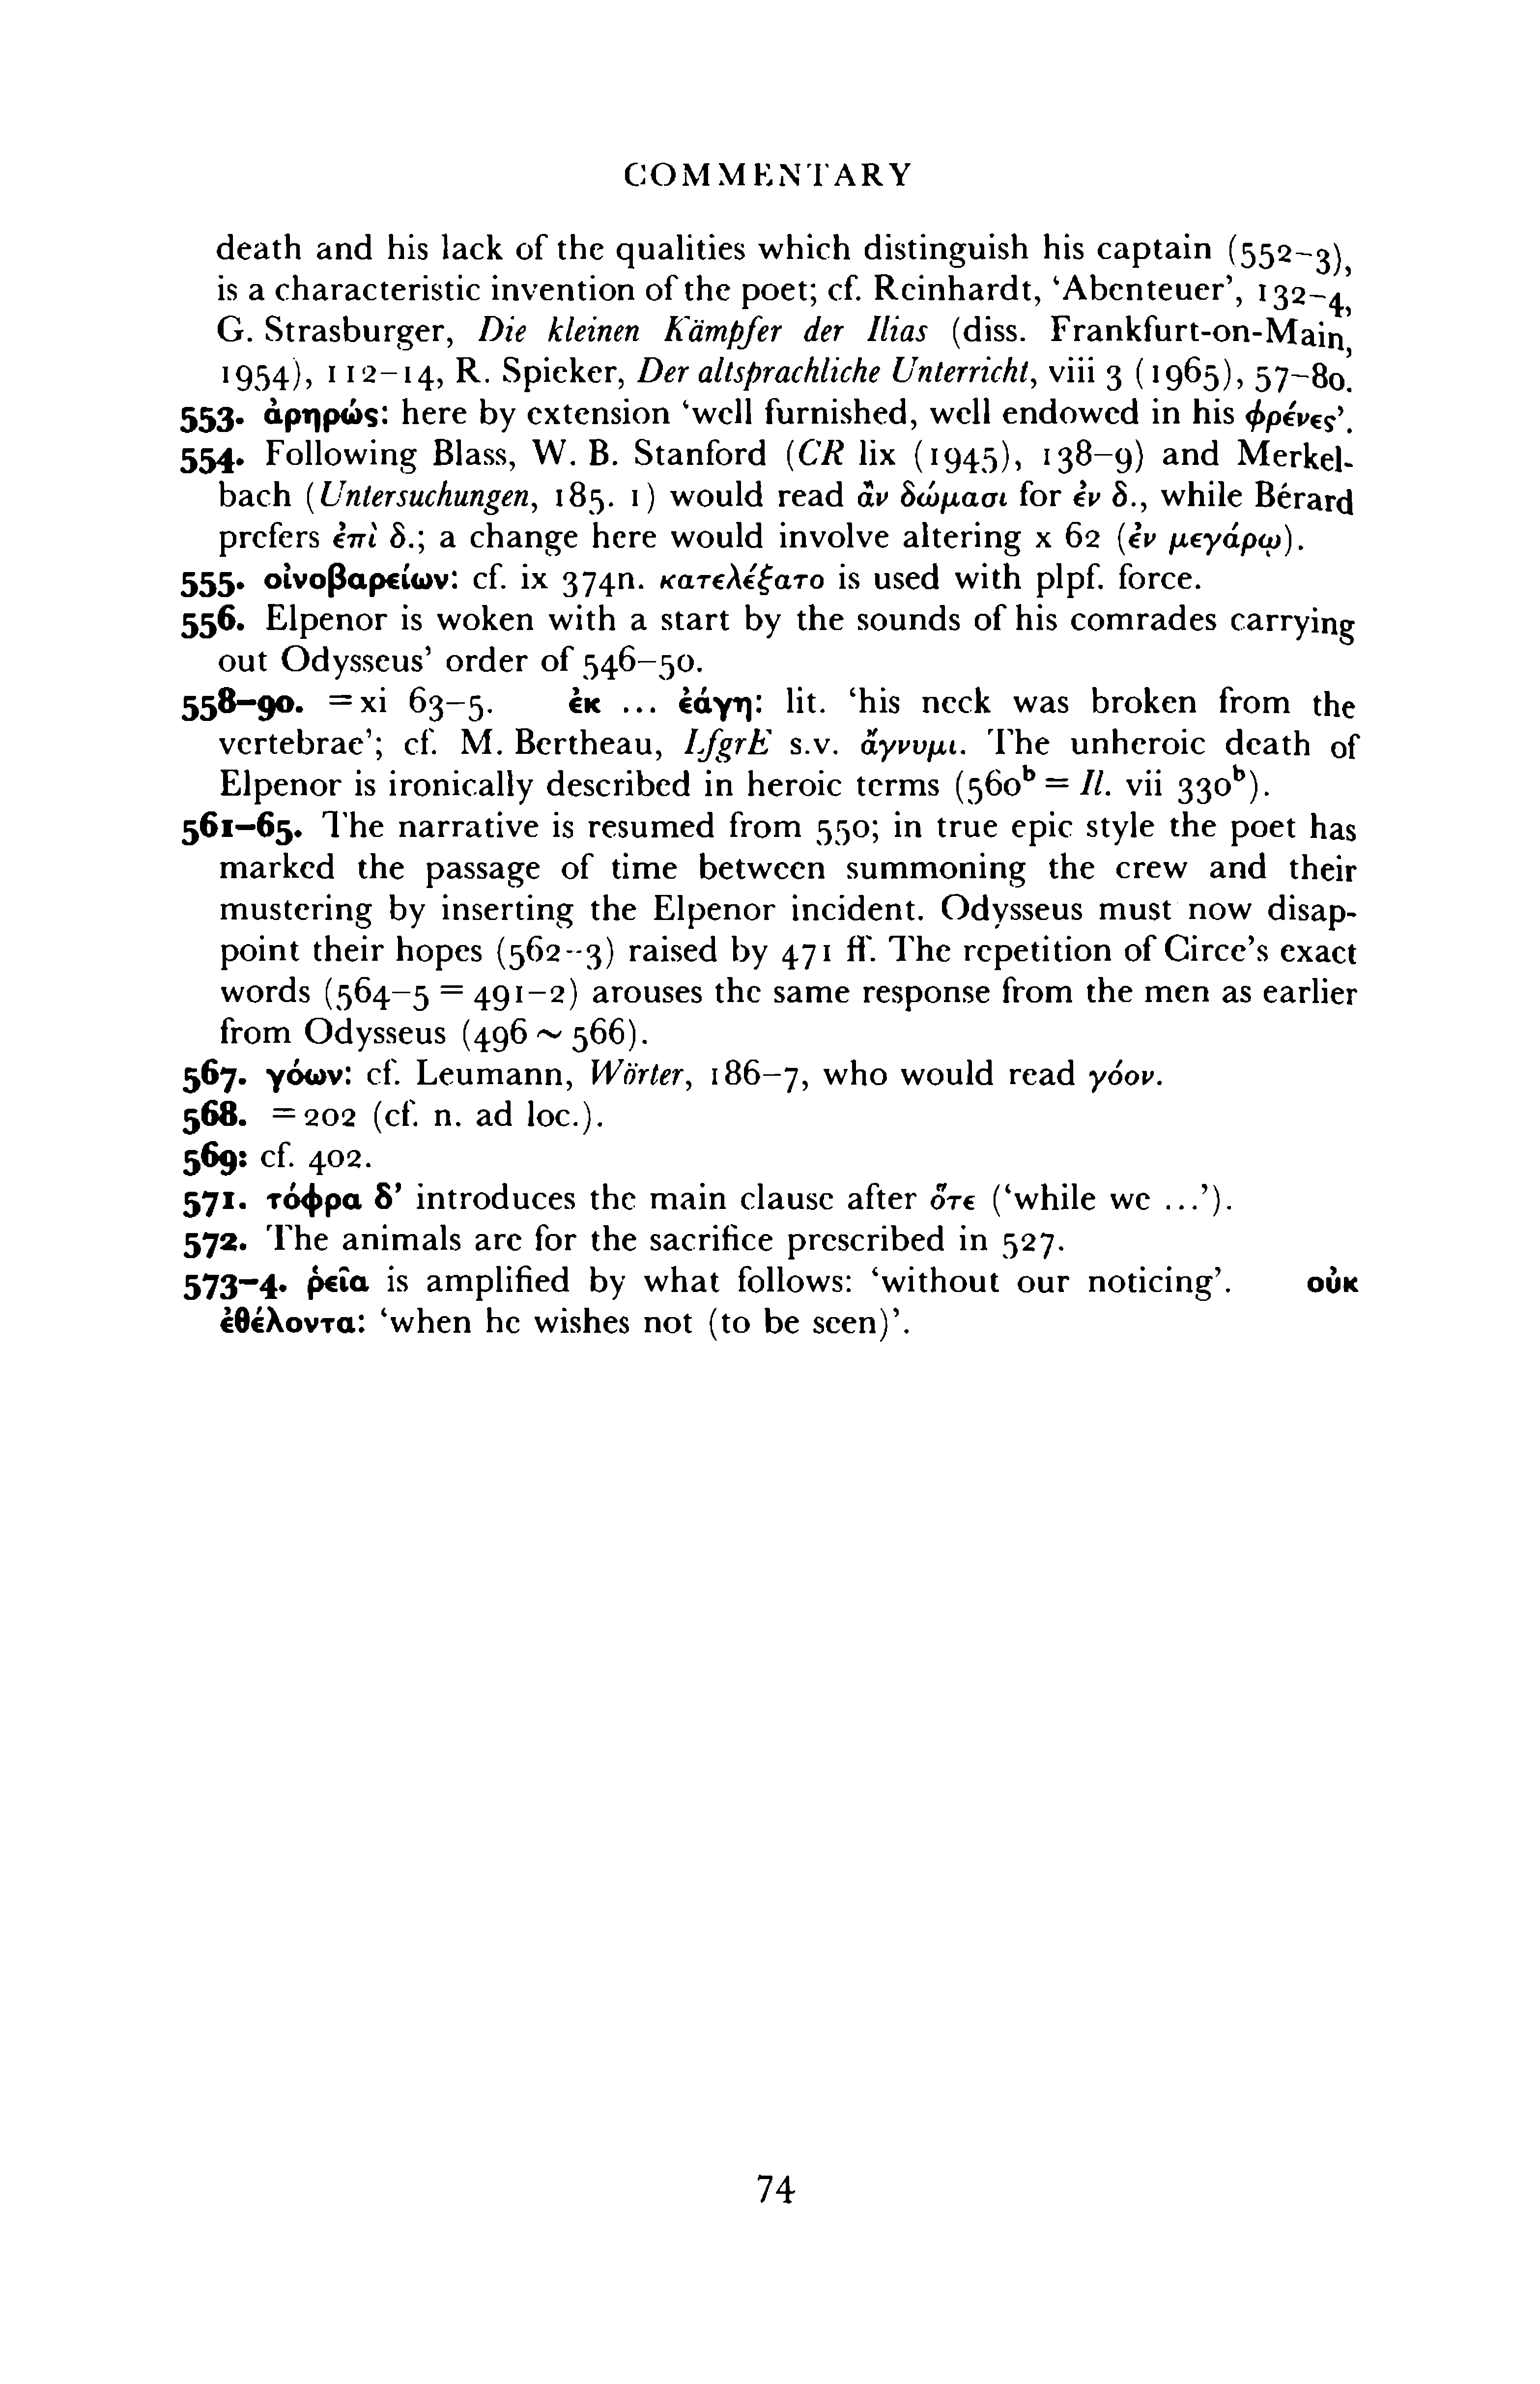 COMMENTARY
death and his lack of the qualities which distinguish his captain (552–3),
is a characteristic invention of the poet; cf. Reinhardt, ‘Abenteuer’, 132–4,
G. Strasburger, Die kleinen Kämpfer der Ilias (diss. Frankfurt-on-Main,
1954), 112–14, R. Spieker, Der altsprachliche Unterricht, viii 3 (1965), 57–80.
553. ἀρηρώς: here by extension ‘well furnished, well endowed in his φρένες’.
554. Following Blass, W. B. Stanford (CR lix (1945), 138–9) and Merkel-
bach (Untersuchungen, 185. 1) would read ἂν δώμασι for ἐν δ., while Bérard
prefers ἐπὶ δ.; a change here would involve altering x 62 (ἐν μεγάρῳ).
555. οἰνοβαρείων: cf. ix 374n. κατελέξατο is used with plpf. force.
556. Elpenor is woken with a start by the sounds of his comrades carrying
out Odysseus’ order of 546–50.
558–90. = xi 63–5. ἐκ ... ἐάγη: lit. ‘his neck was broken from the
vertebrae’; cf. M. Bertheau, LfgrE s.v. ἄγνυμι. The unheroic death of
Elpenor is ironically described in heroic terms (560ᵇ = Il. vii 330ᵇ).
561–65. The narrative is resumed from 550; in true epic style the poet has
marked the passage of time between summoning the crew and their
mustering by inserting the Elpenor incident. Odysseus must now disap-
point their hopes (562–3) raised by 471 ff. The repetition of Circe’s exact
words (564–5 = 491–2) arouses the same response from the men as earlier
from Odysseus (496 ~ 566).
567. γόων: cf. Leumann, Wörter, 186–7, who would read γόον.
568. = 202 (cf. n. ad loc.).
569: cf. 402.
571. τόφρα δ’ introduces the main clause after ὅτε (‘while we ...’).
572. The animals are for the sacrifice prescribed in 527.
573–4. ῥεῖα is amplified by what follows: ‘without our noticing’. οὐκ
ἐθέλοντα: ‘when he wishes not (to be seen)’.
74